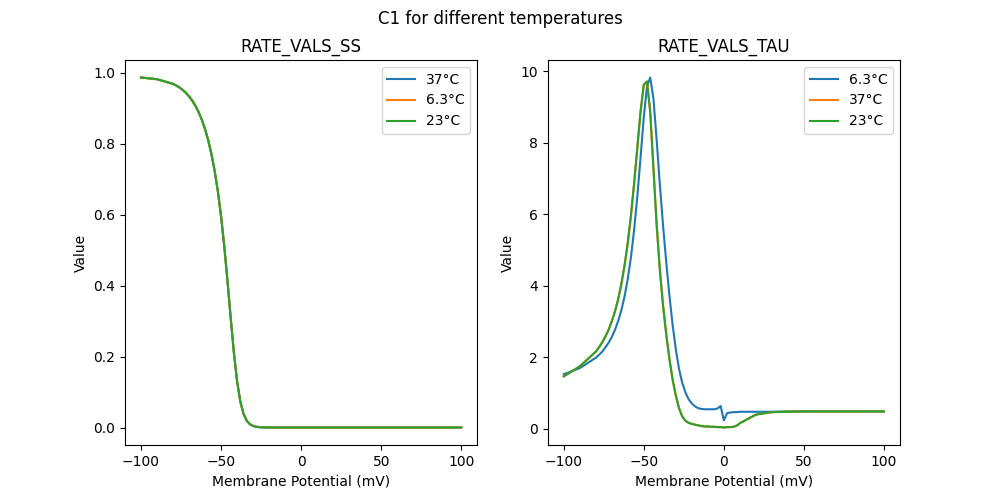 C1 for different temperatures
RATE_VALS_SS
1.0
0.8
0.6
0.4
0.2
0.0
Value
−100
−50
0
50
100
Membrane Potential (mV)
37°C
6.3°C
23°C
RATE_VALS_TAU
10
8
6
4
2
0
Value
−100
−50
0
50
100
Membrane Potential (mV)
6.3°C
37°C
23°C